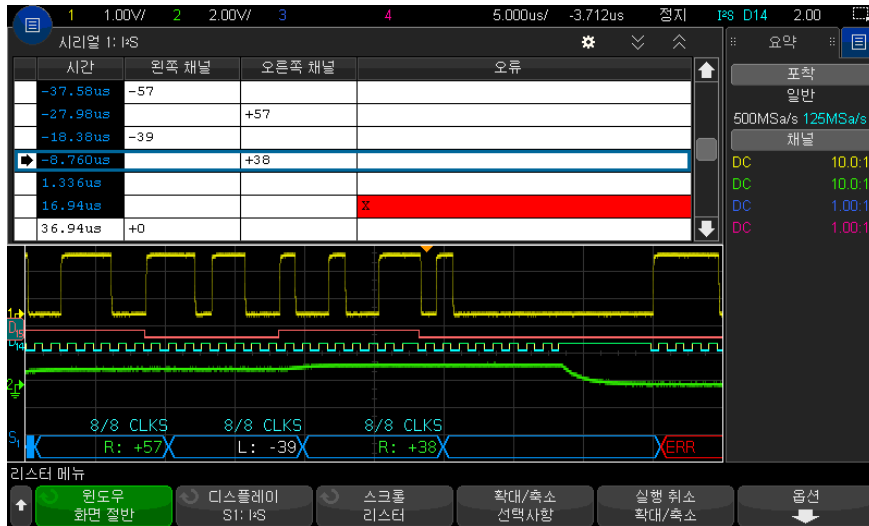 1 1.00V/ 2 2.00V/ 3 4 5.000us/ -3.712us 정지 I²S D14 2.00
시리얼 1: I²S
시간 왼쪽 채널 오른쪽 채널 오류
-37.58us -57
-27.98us +57
-18.38us -39
-8.760us +38
1.336us
16.94us X
36.94us +0
요약
포착
일반
500MSa/s 125MSa/s
채널
DC 10.0:1
DC 10.0:1
DC 1.00:1
DC 1.00:1
1
D15
D14
2
8/8 CLKS 8/8 CLKS 8/8 CLKS
S1 R: +57 L: -39 R: +38 ERR
리스터 메뉴
윈도우
화면 절반
디스플레이
S1: I²S
스크롤
리스터
확대/축소
선택사항
실행 취소
확대/축소
옵션